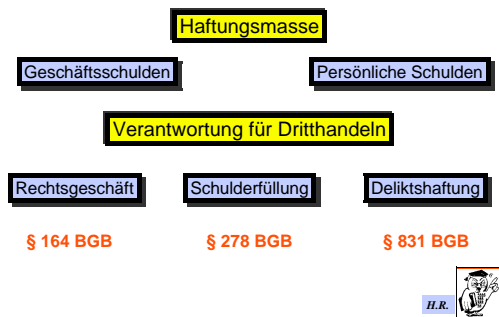 Haftungsmasse
Geschäftsschulden Persönliche Schulden
Verantwortung für Dritthandeln
Rechtsgeschäft Schulderfüllung Deliktshaftung
§ 164 BGB § 278 BGB § 831 BGB
H.R.